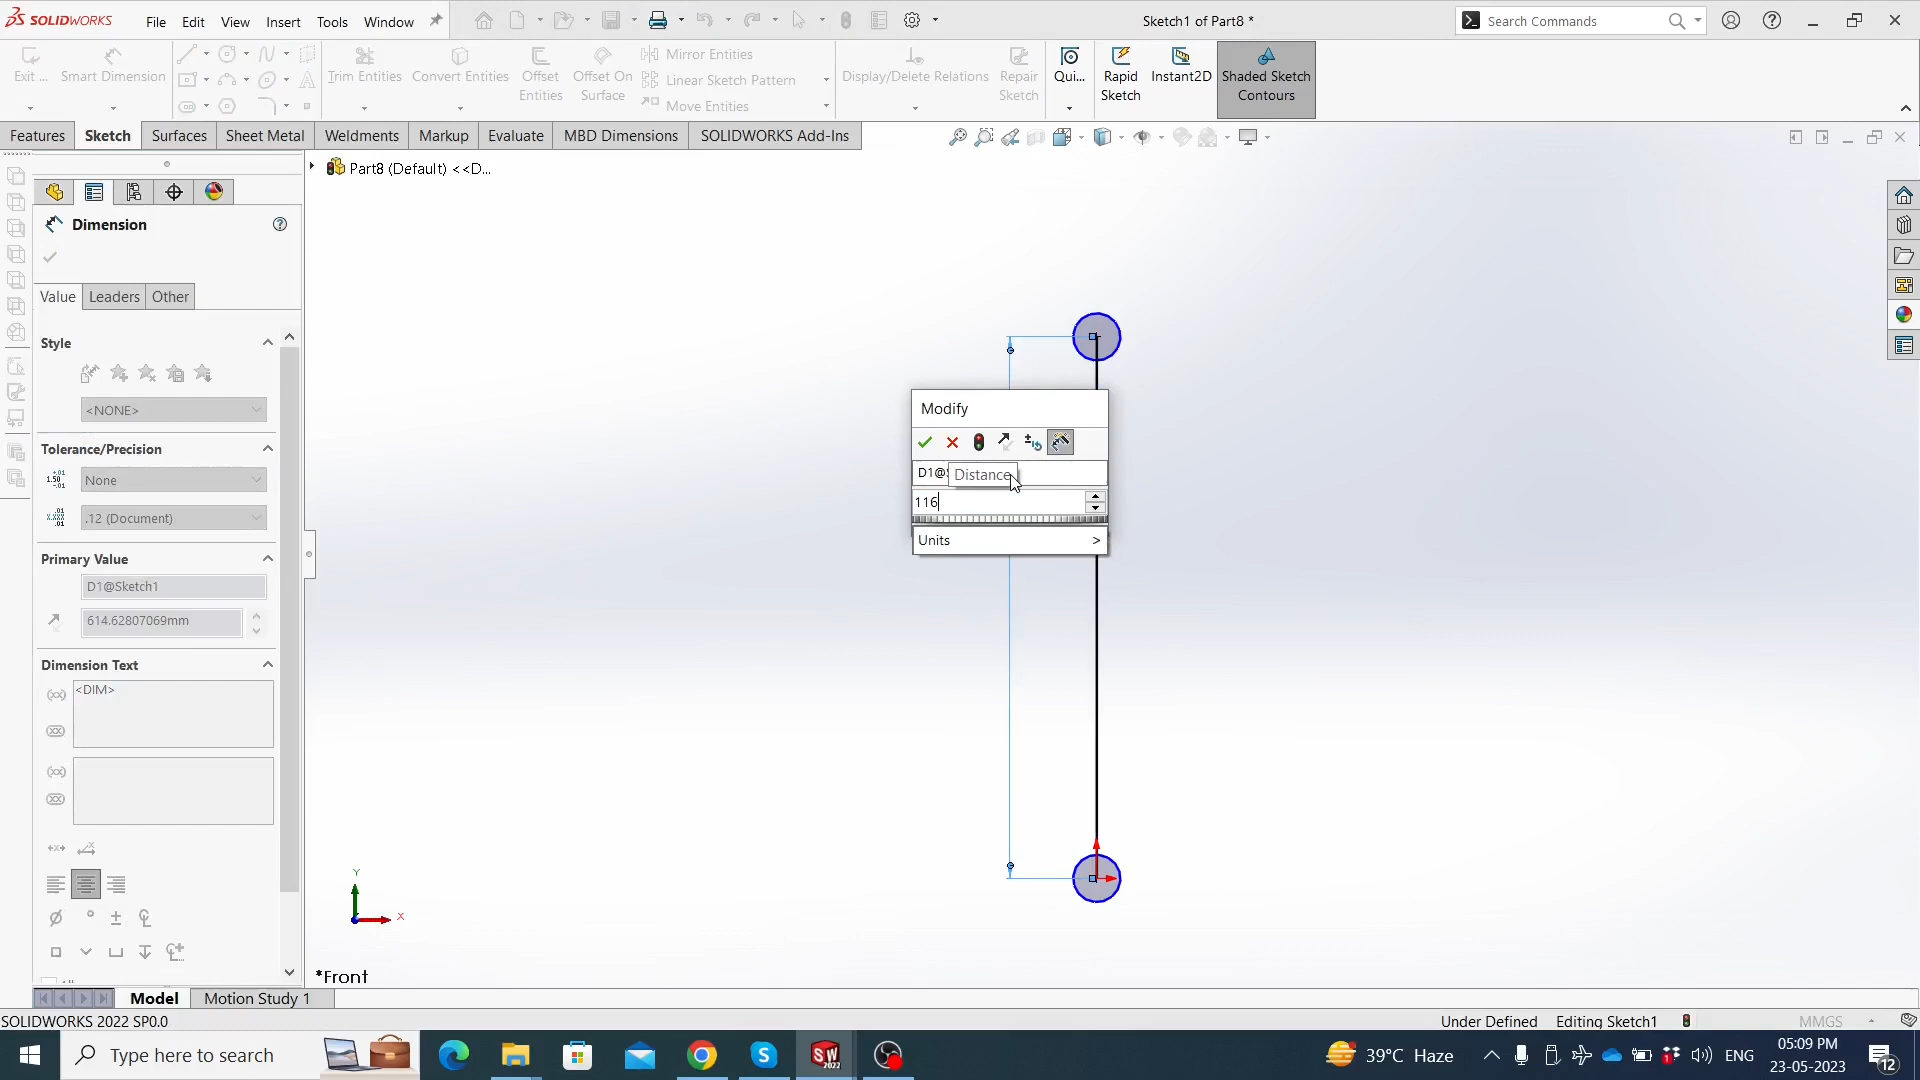 SOLIDWORKS File Edit View Insert Tools Window Sketch1 of Part8 * Search Commands
Exit ... Smart Dimension Trim Entities Convert Entities Offset Entities Offset On Surface Mirror Entities Linear Sketch Pattern Move Entities Display/Delete Relations Repair Sketch Qui... Rapid Sketch Instant2D Shaded Sketch Contours
Features Sketch Surfaces Sheet Metal Weldments Markup Evaluate MBD Dimensions SOLIDWORKS Add-Ins
Part8 (Default) <<D...
Dimension
Value Leaders Other
Style
<NONE>
Tolerance/Precision
None
.12 (Document)
Primary Value
D1@Sketch1
614.62807069mm
Dimension Text
<DIM>
Modify
D1@
Distance
116
Units >
Y
X
*Front
Model Motion Study 1
SOLIDWORKS 2022 SP0.0 Under Defined Editing Sketch1 MMGS
Type here to search 39°C Haze ENG 05:09 PM
23-05-2023 12